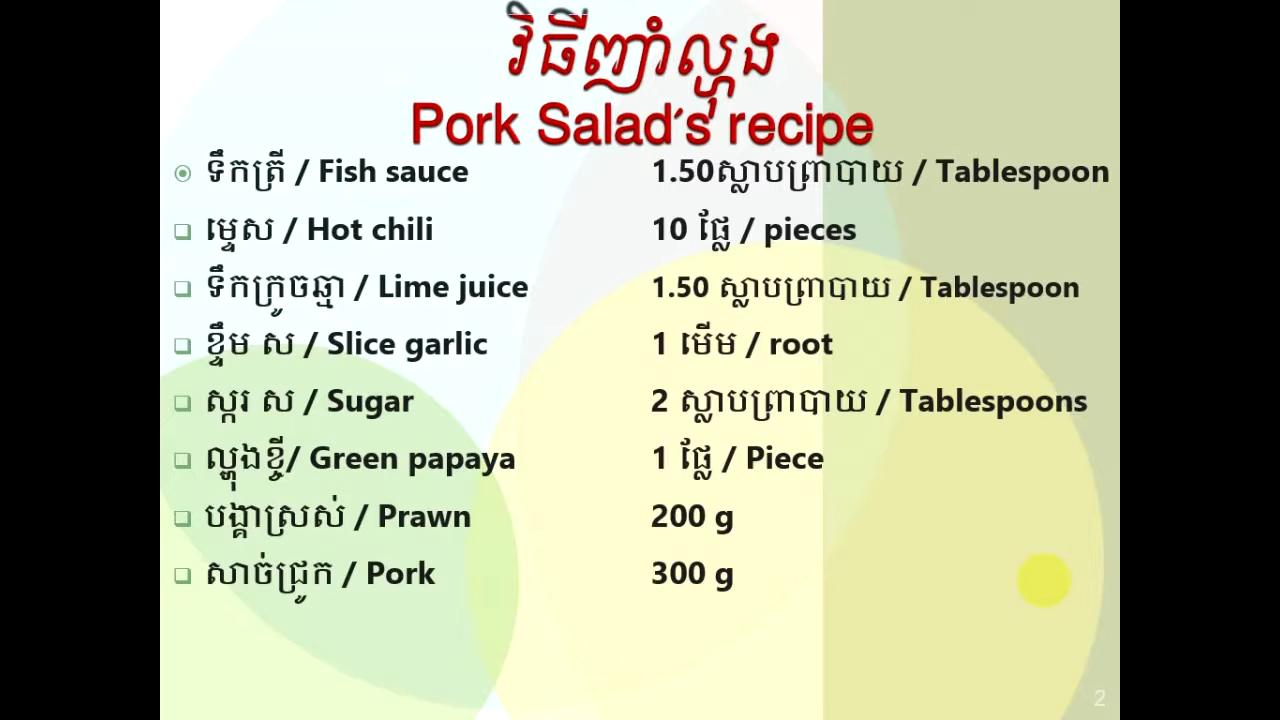 វិធីញាំល្ហុង
Pork Salad's recipe
ទឹកត្រី / Fish sauce 1.50ស្លាបព្រាបាយ / Tablespoon
ម្ទេស / Hot chili 10 ផ្លែ / pieces
ទឹកក្រូចឆ្មា / Lime juice 1.50 ស្លាបព្រាបាយ / Tablespoon
ខ្ទឹម ស / Slice garlic 1 មើម / root
ស្ករ ស / Sugar 2 ស្លាបព្រាបាយ / Tablespoons
ល្ហុងខ្ចី/ Green papaya 1 ផ្លែ / Piece
បង្គាស្រស់ / Prawn 200 g
សាច់ជ្រូក / Pork 300 g
2